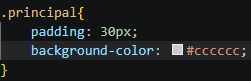 .principal{
    padding: 30px;
    background-color: #cccccc;
}